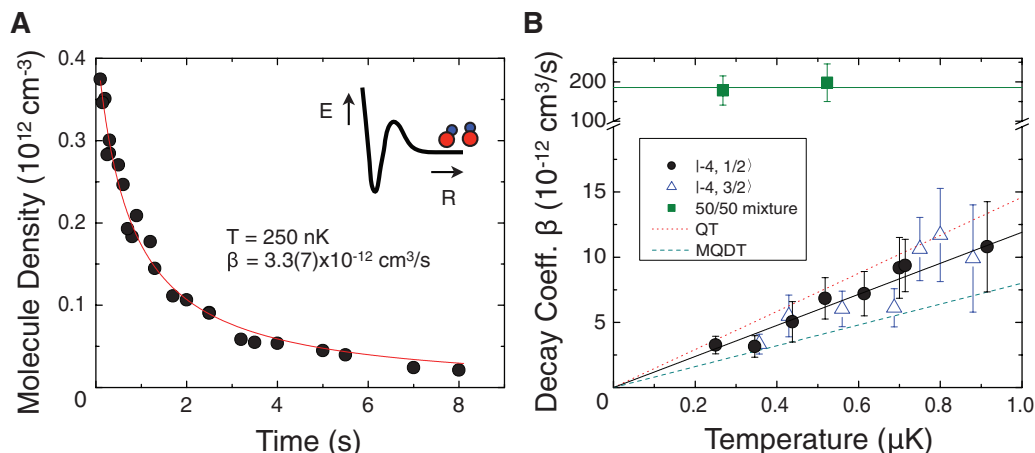 A
Molecule Density (10¹² cm⁻³)
0.4
0.3
0.2
0.1
0
0
2
4
6
8
Time (s)
E
R
T = 250 nK
β = 3.3(7)x10⁻¹² cm³/s
B
Decay Coeff. β (10⁻¹² cm³/s)
200
100
15
10
5
0
0.2
0.4
0.6
0.8
1.0
Temperature (μK)
|-4, 1/2⟩
|-4, 3/2⟩
50/50 mixture
QT
MQDT